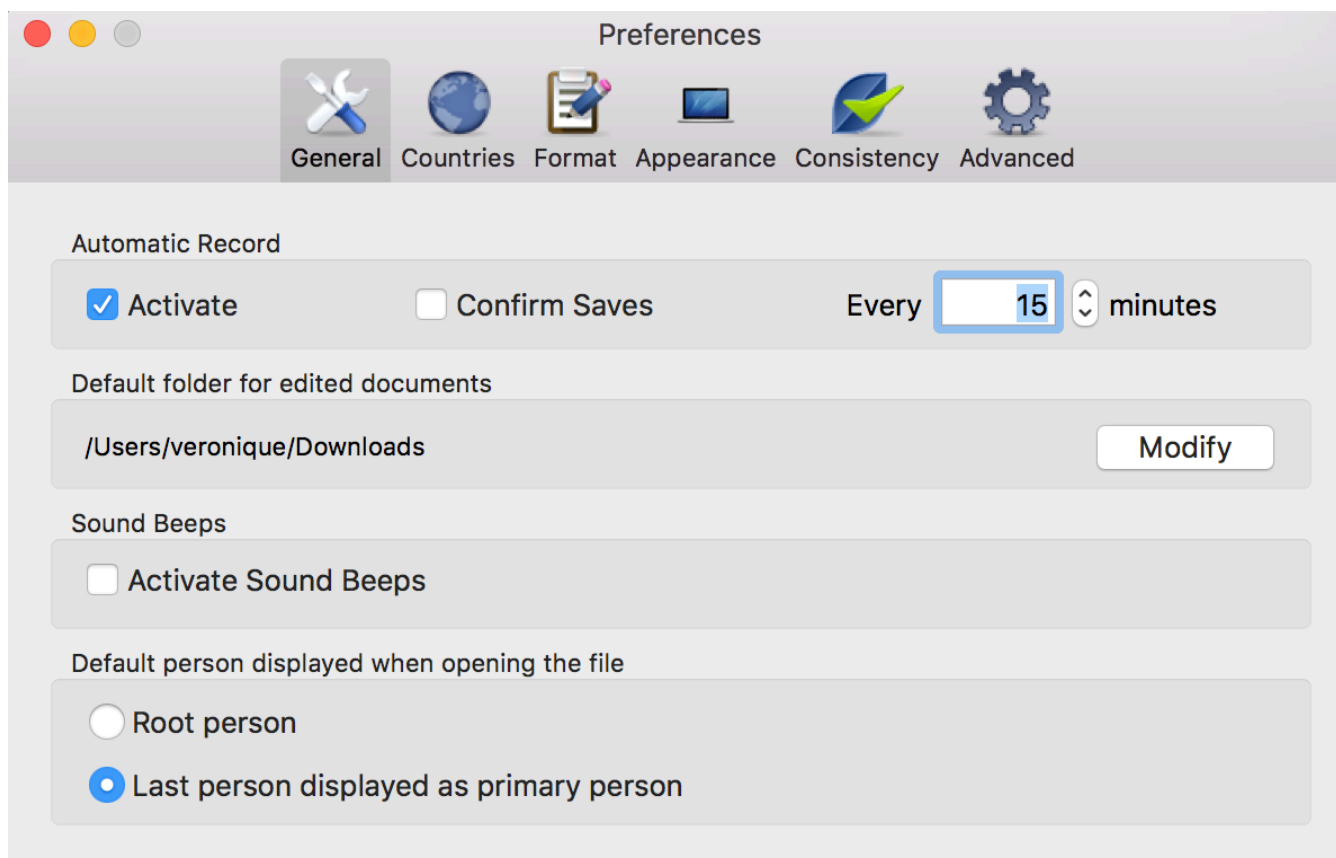 Preferences
General Countries Format Appearance Consistency Advanced
Automatic Record
Activate Confirm Saves Every 15 minutes
Default folder for edited documents
/Users/veronique/Downloads Modify
Sound Beeps
Activate Sound Beeps
Default person displayed when opening the file
Root person
Last person displayed as primary person